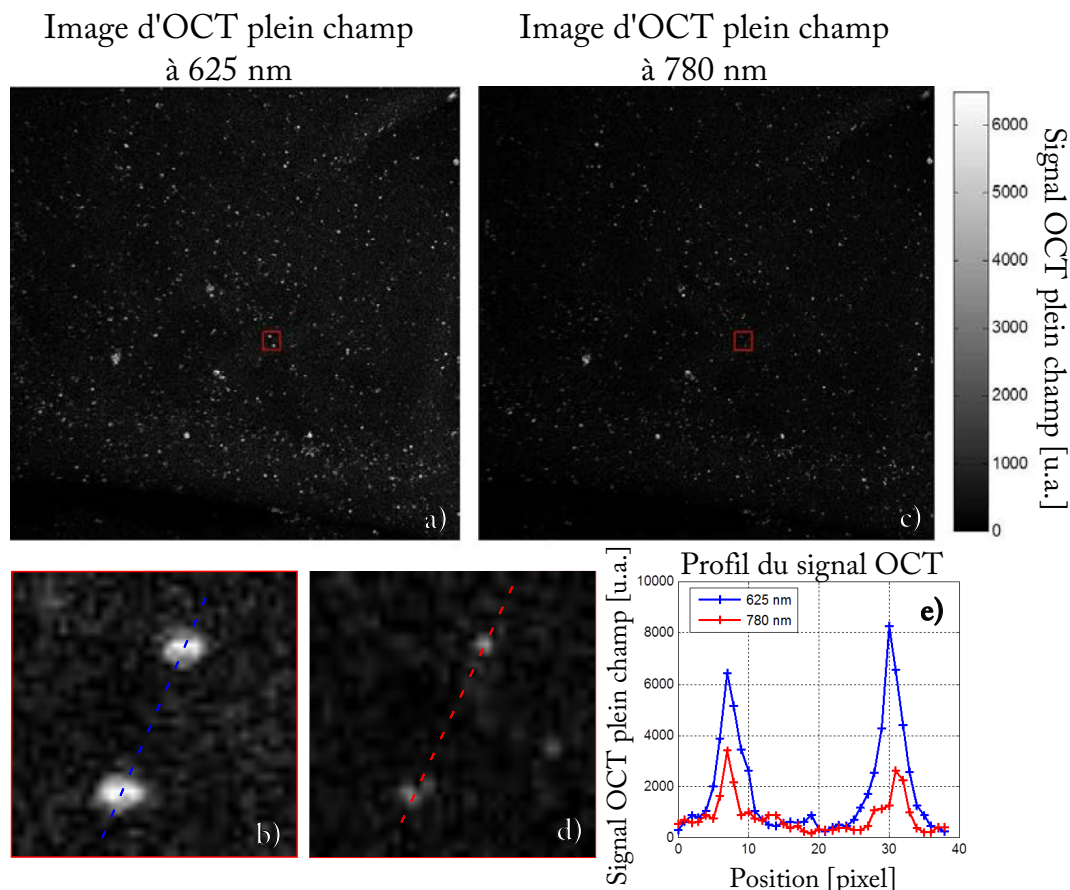 Image d'OCT plein champ
à 625 nm
Image d'OCT plein champ
à 780 nm
a)
c)
6000
5000
4000
3000
2000
1000
0
Signal OCT plein champ [u.a.]
b)
d)
Profil du signal OCT
e)
625 nm
780 nm
Signal OCT plein champ [u.a.]
10000
8000
6000
4000
2000
0
0
10
20
30
40
Position [pixel]